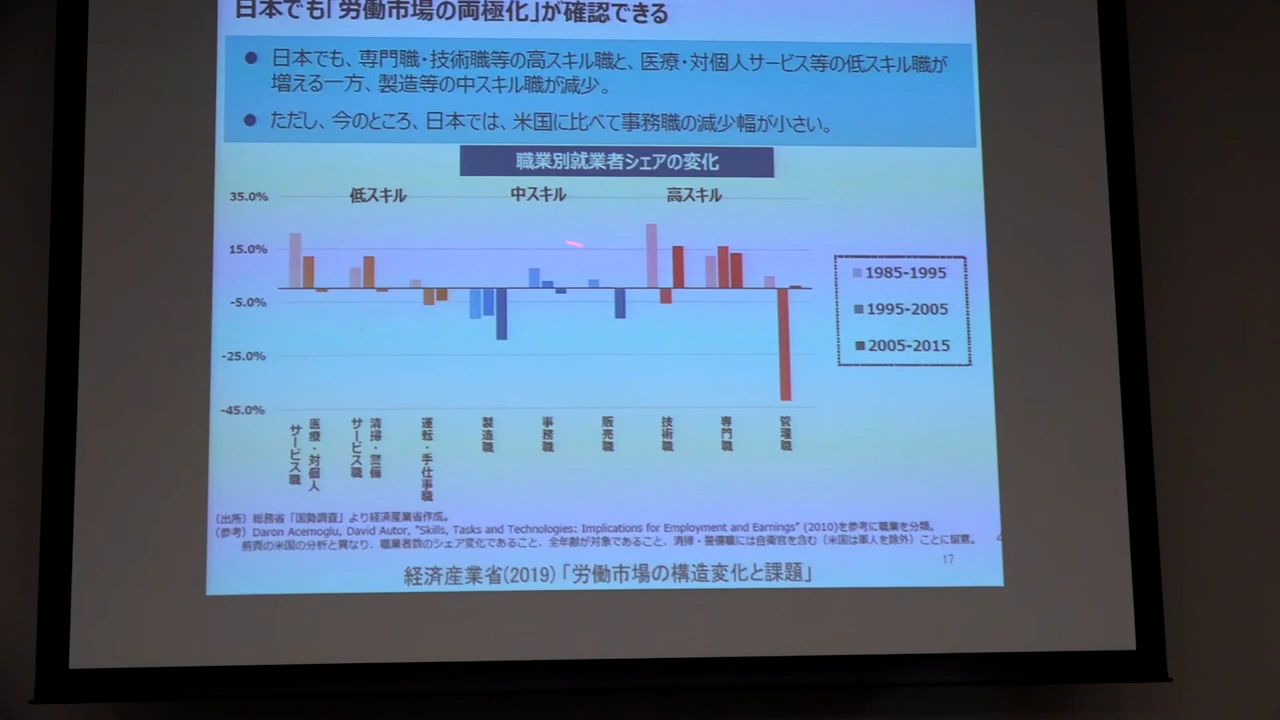 日本でも「労働市場の両極化」が確認できる
● 日本でも、専門職・技術職等の高スキル職と、医療・対個人サービス等の低スキル職が
増える一方、製造等の中スキル職が減少。
● ただし、今のところ、日本では、米国に比べて事務職の減少幅が小さい。
職業別就業者シェアの変化
35.0%
15.0%
-5.0%
-25.0%
-45.0%
低スキル
中スキル
高スキル
1985-1995
1995-2005
2005-2015
医療・対個人
サービス職
清掃・警備
サービス職
運転・手仕事職
製造職
事務職
販売職
技術職
専門職
管理職
（出所）総務省「国勢調査」より経済産業省作成。
（参考）Daron Acemoglu, David Autor, "Skills, Tasks and Technologies: Implications for Employment and Earnings" (2010)を参考に職業を分類。
前頁の米国の分析と異なり、職業者数のシェア変化であること、全年齢が対象であること、清掃・警備職には自衛官を含む（米国は軍人を除外）ことに留意。
17
経済産業省(2019)「労働市場の構造変化と課題」